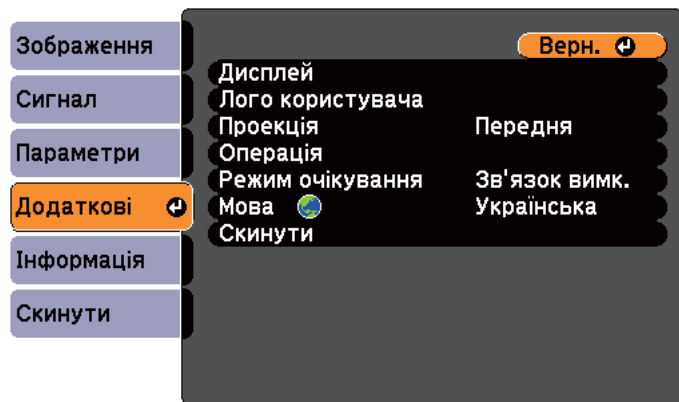 Зображення
Сигнал
Параметри
Додаткові
Інформація
Скинути
Верн.
Дисплей
Лого користувача
Проекція Передня
Операція
Режим очікування Зв'язок вимк.
Мова Українська
Скинути